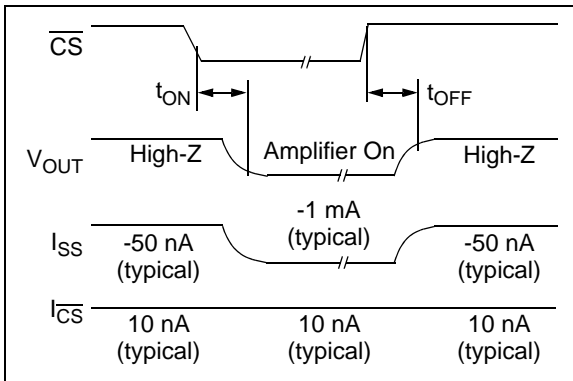 CS
tON
tOFF
VOUT
High-Z
Amplifier On
High-Z
ISS
-50 nA
(typical)
-1 mA
(typical)
-50 nA
(typical)
ICS
10 nA
(typical)
10 nA
(typical)
10 nA
(typical)